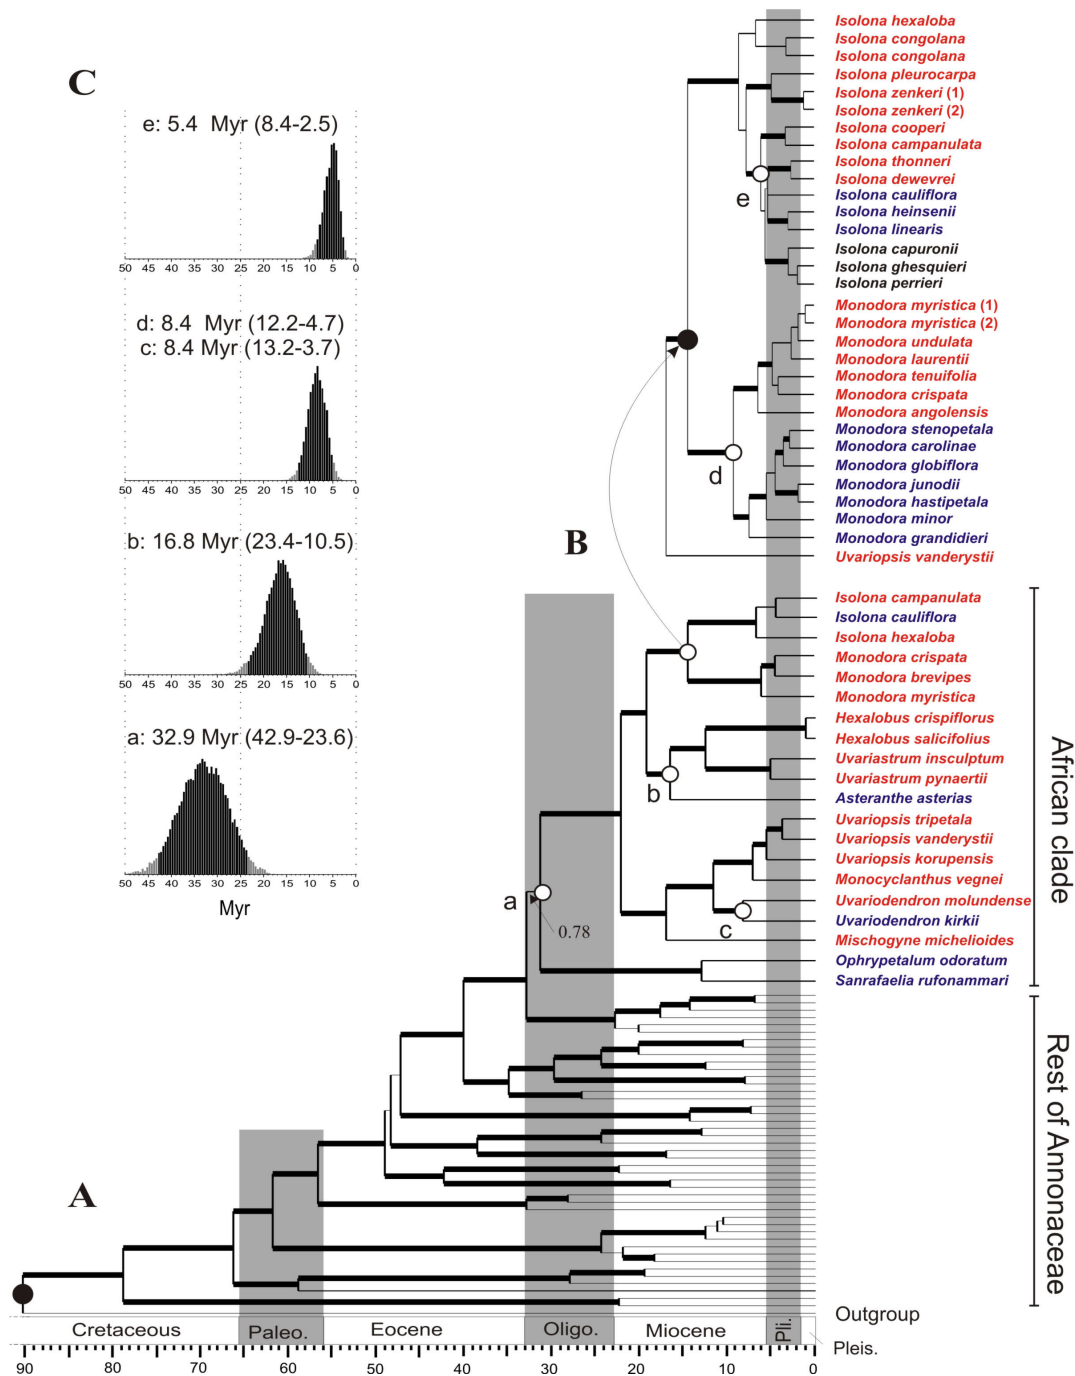 C
e: 5.4 Myr (8.4-2.5)
50 45 40 35 30 25 20 15 10 5 0
d: 8.4 Myr (12.2-4.7)
c: 8.4 Myr (13.2-3.7)
50 45 40 35 30 25 20 15 10 5 0
b: 16.8 Myr (23.4-10.5)
50 45 40 35 30 25 20 15 10 5 0
a: 32.9 Myr (42.9-23.6)
50 45 40 35 30 25 20 15 10 5 0
Myr
B
Isolona hexaloba
Isolona congolana
Isolona congolana
Isolona pleurocarpa
Isolona zenkeri (1)
Isolona zenkeri (2)
Isolona cooperi
Isolona campanulata
Isolona thonneri
Isolona dewevrei
e
Isolona cauliflora
Isolona heinsenii
Isolona linearis
Isolona capuronii
Isolona ghesquieri
Isolona perrieri
Monodora myristica (1)
Monodora myristica (2)
Monodora undulata
Monodora laurentii
Monodora tenuifolia
Monodora crispata
Monodora angolensis
Monodora stenopetala
Monodora carolinae
d
Monodora globiflora
Monodora junodii
Monodora hastipetala
Monodora minor
Monodora grandidieri
Uvariopsis vanderystii
Isolona campanulata
Isolona cauliflora
Isolona hexaloba
Monodora crispata
Monodora brevipes
Monodora myristica
Hexalobus crispiflorus
Hexalobus salicifolius
Uvariastrum insculptum
Uvariastrum pynaertii
b
Asteranthe asterias
Uvariopsis tripetala
Uvariopsis vanderystii
Uvariopsis korupensis
Monocyclanthus vegnei
Uvariodendron molundense
a
Uvariodendron kirkii
c
0.78
Mischogyne michelioides
Ophrypetalum odoratum
Sanrafaelia rufonammari
African clade
Rest of Annonaceae
A
Outgroup
Cretaceous Paleo. Eocene Oligo. Miocene Pli.
Pleis.
90 80 70 60 50 40 30 20 10 0